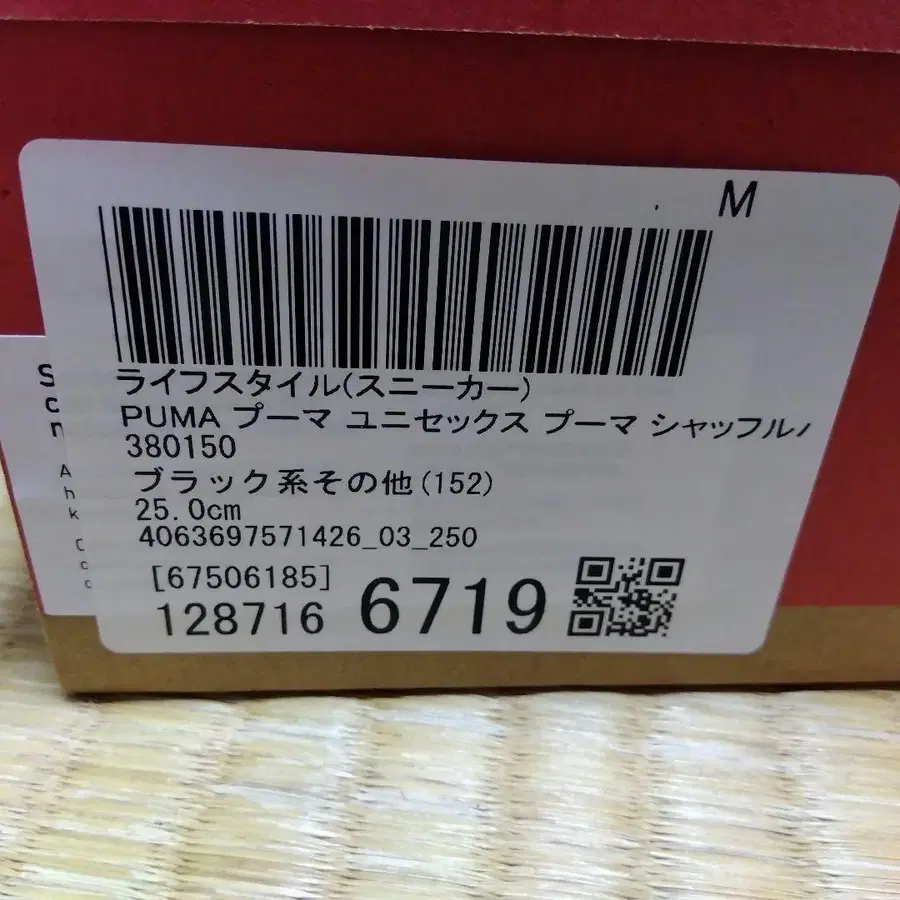 M
ライフスタイル(スニーカー)
PUMA プーマ ユニセックス プーマ シャッフル
380150
ブラック系その他(152)
25.0cm
4063697571426_03_250
[67506185]
128716 6719